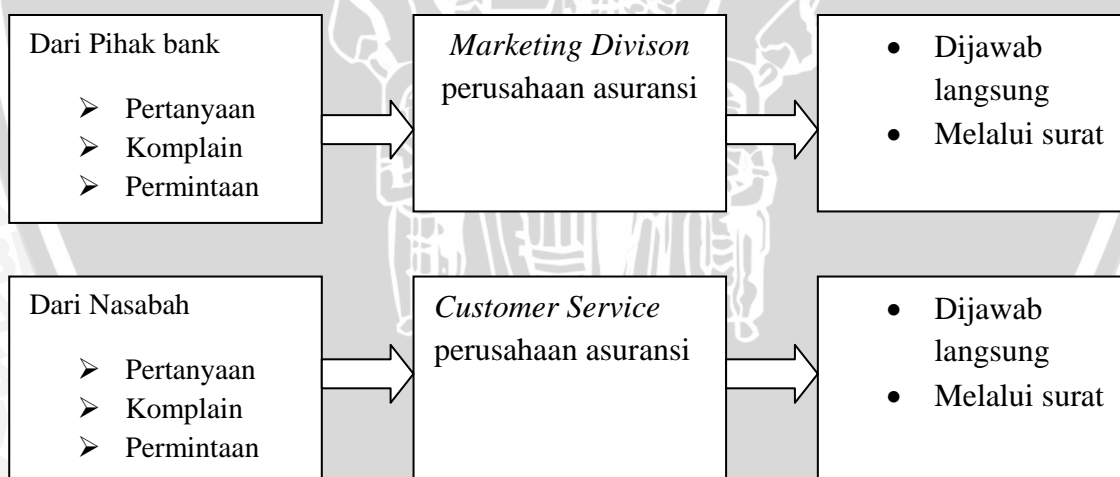 Dari Pihak bank
➢ Pertanyaan
➢ Komplain
➢ Permintaan
Marketing Divison
perusahaan asuransi
• Dijawab
langsung
• Melalui surat
Dari Nasabah
➢ Pertanyaan
➢ Komplain
➢ Permintaan
Customer Service
perusahaan asuransi
• Dijawab
langsung
• Melalui surat